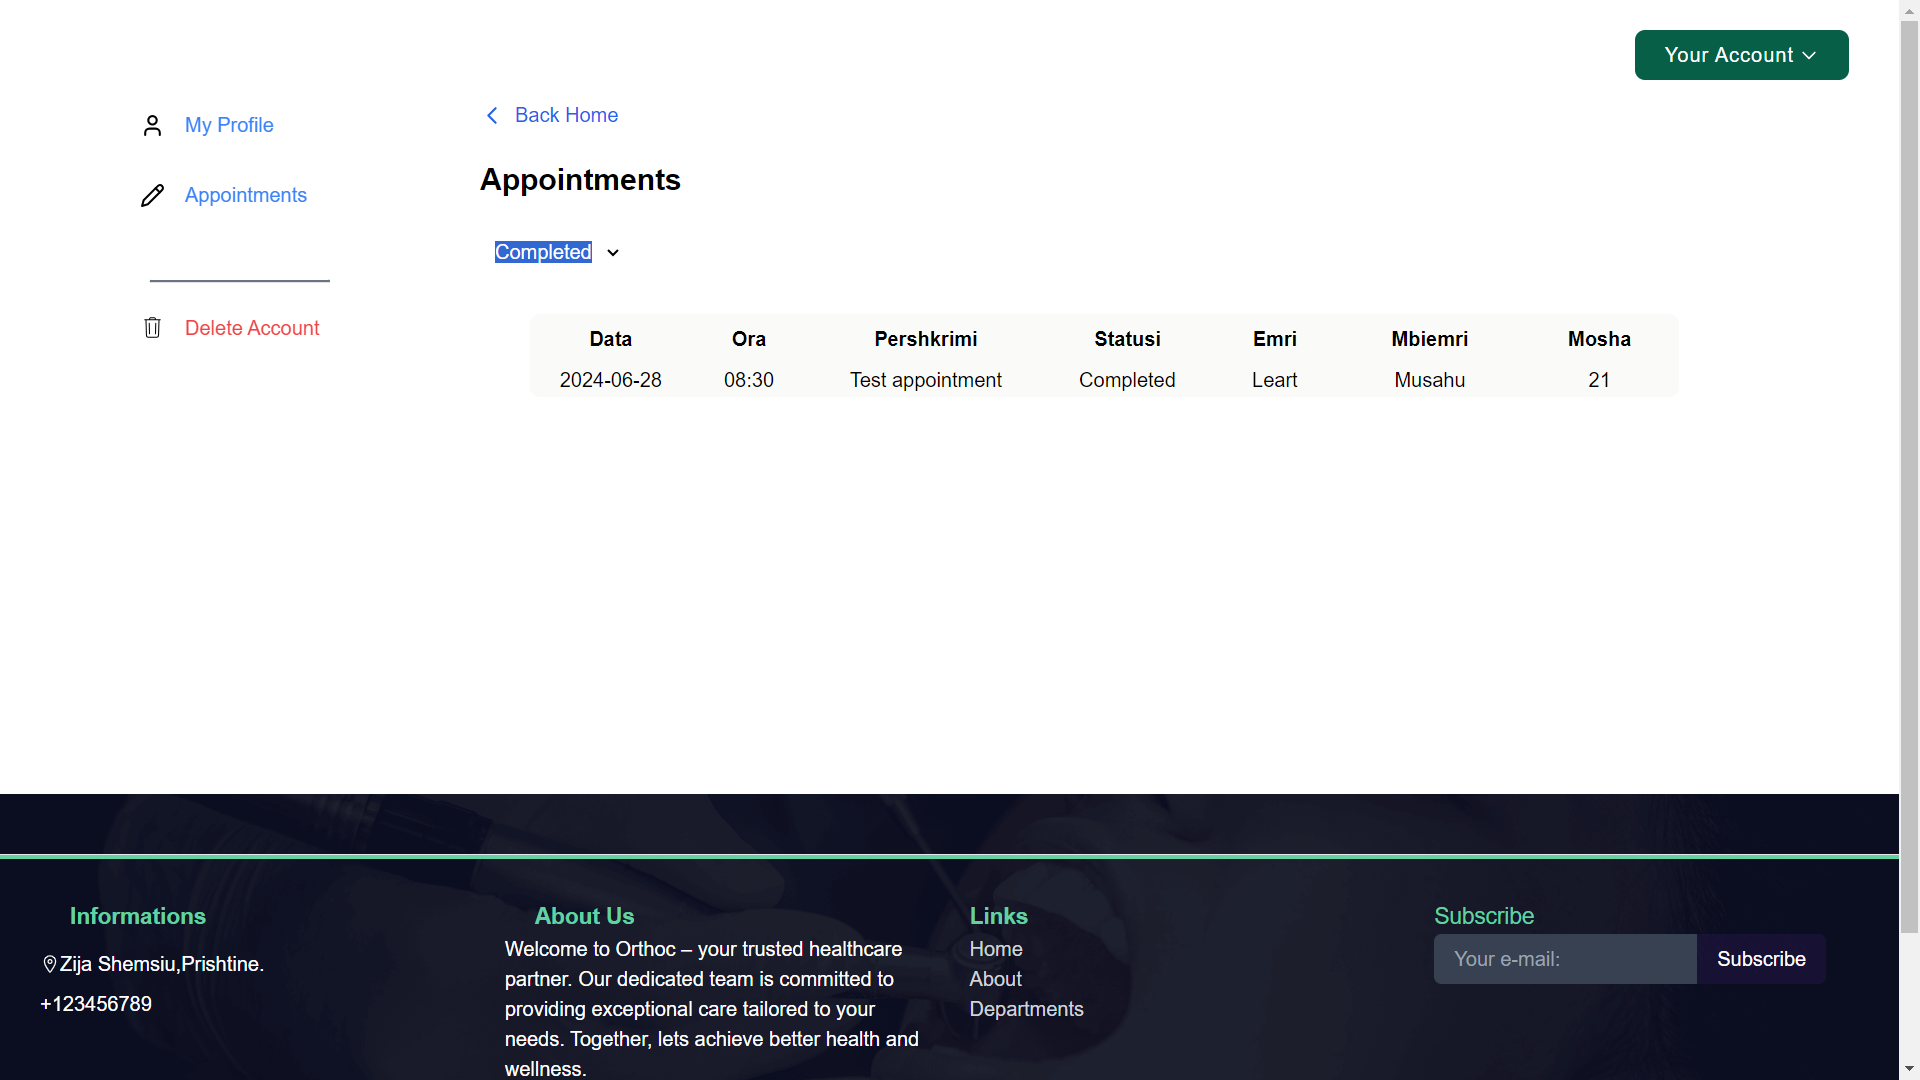 Your Account
My Profile
Appointments
Delete Account
Back Home
Appointments
Completed
Data Ora Pershkrimi Statusi Emri Mbiemri Mosha
2024-06-28 08:30 Test appointment Completed Leart Musahu 21
Informations
Zija Shemsiu,Prishtine.
+123456789
About Us
Welcome to Orthoc – your trusted healthcare
partner. Our dedicated team is committed to
providing exceptional care tailored to your
needs. Together, lets achieve better health and
wellness.
Links
Home
About
Departments
Subscribe
Your e-mail: Subscribe